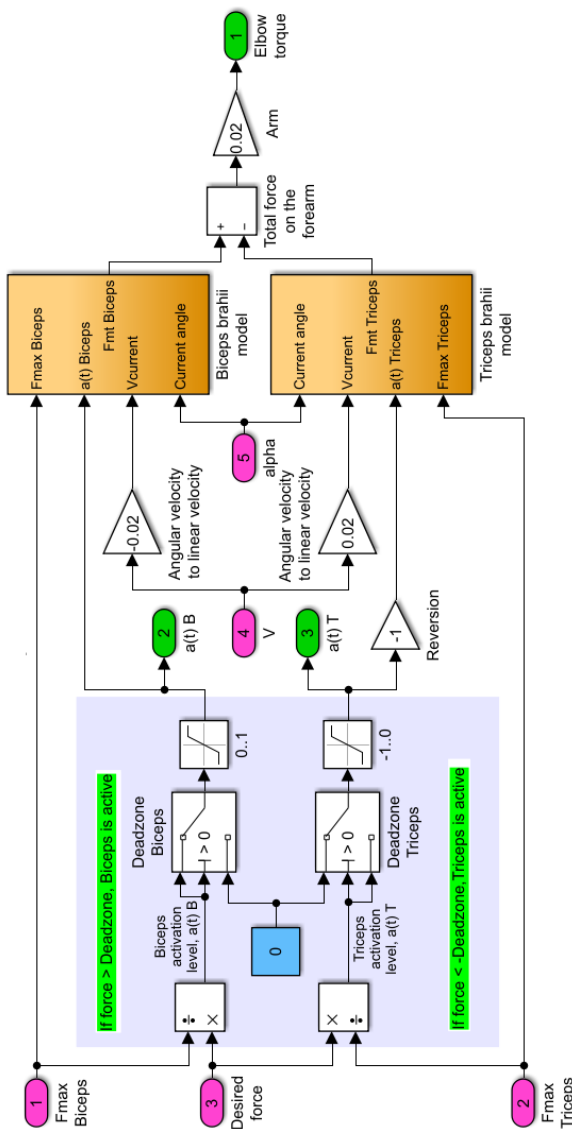 1
Fmax
Biceps
3
Desired
force
2
Fmax
Triceps
If force > Deadzone, Biceps is active
÷
×
×
÷
Biceps
activation
level, a(t) B
0
Triceps
activation
level, a(t) T
If force < -Deadzone,Triceps is active
Deadzone
Biceps
> 0
> 0
Deadzone
Triceps
0..1
-1..0
2
a(t) B
4
V
3
a(t) T
-1
Reversion
-0.02
Angular velocity
to linear velocity
Angular velocity
to linear velocity
0.02
5
alpha
Fmax Biceps
a(t) Biceps
Fmt Biceps
Vcurrent
Current angle
Biceps brahii
model
Current angle
Vcurrent
Fmt Triceps
a(t) Triceps
Fmax Triceps
Triceps brahii
model
+
−
Total force
on the
forearm
0.02
Arm
1
Elbow
torque